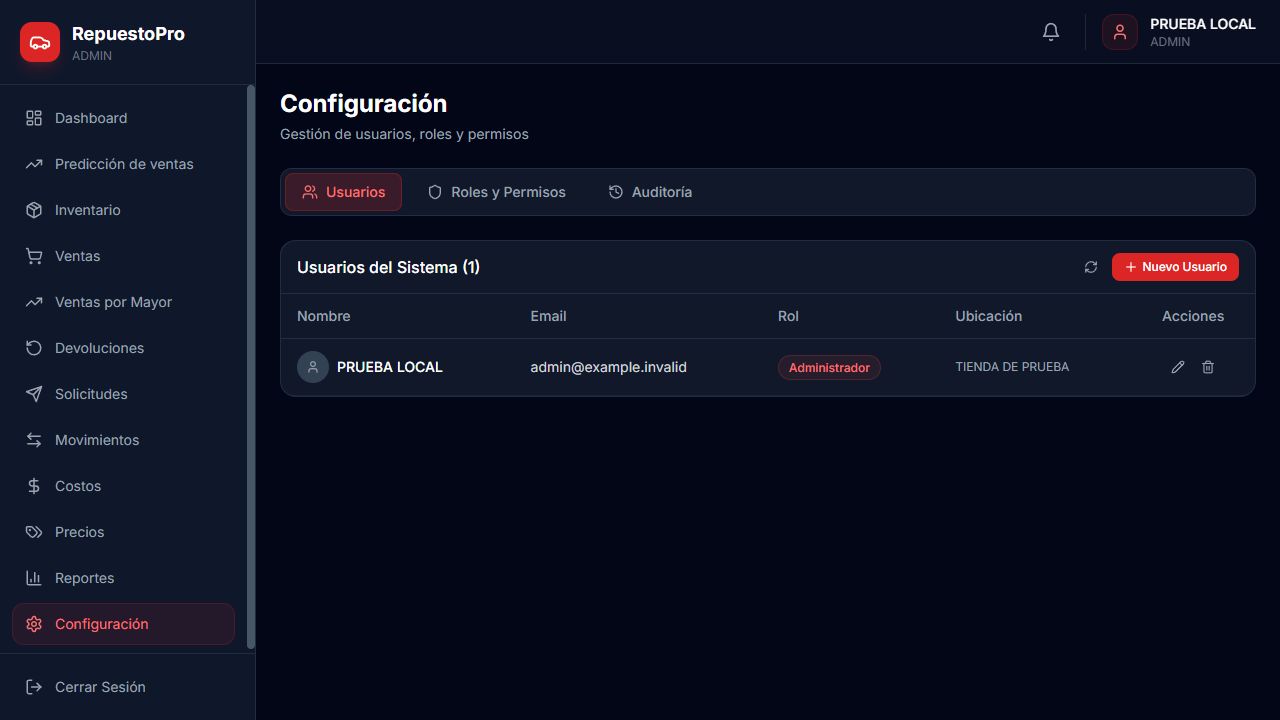 RepuestoPro
ADMIN
Dashboard
Predicción de ventas
Inventario
Ventas
Ventas por Mayor
Devoluciones
Solicitudes
Movimientos
Costos
Precios
Reportes
Configuración
Cerrar Sesión
PRUEBA LOCAL
ADMIN
Configuración
Gestión de usuarios, roles y permisos
Usuarios Roles y Permisos Auditoría
Usuarios del Sistema (1) Nuevo Usuario
Nombre Email Rol Ubicación Acciones
PRUEBA LOCAL admin@example.invalid Administrador TIENDA DE PRUEBA